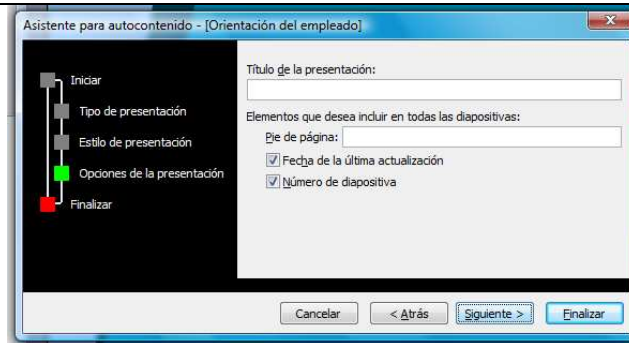 Asistente para autocontenido - [Orientación del empleado]
Iniciar
Tipo de presentación
Estilo de presentación
Opciones de la presentación
Finalizar
Título de la presentación:
Elementos que desea incluir en todas las diapositivas:
Pie de página:
Fecha de la última actualización
Número de diapositiva
Cancelar
< Atrás
Siguiente >
Finalizar